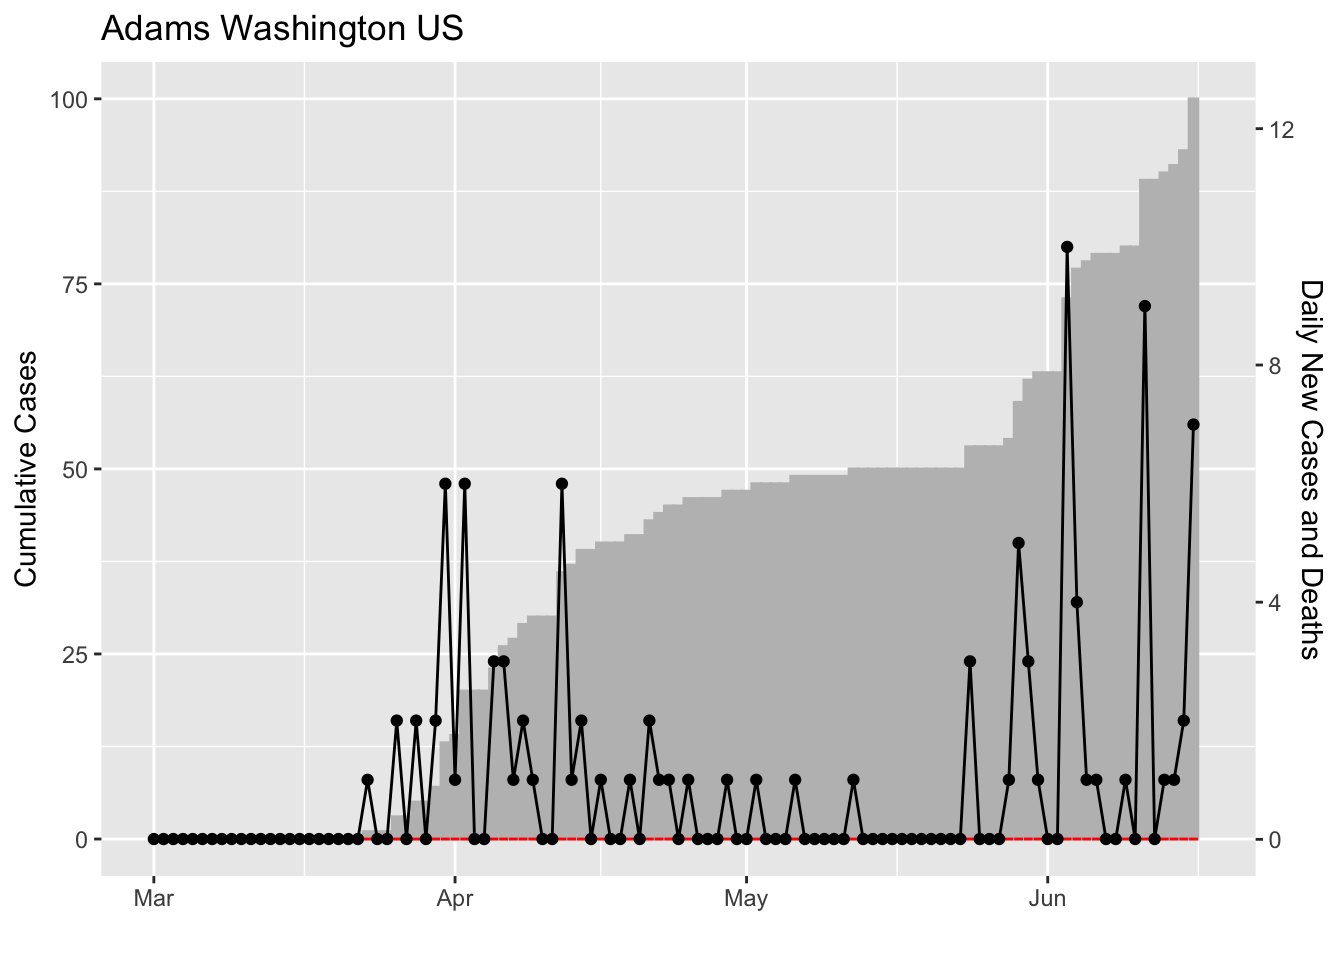 Adams Washington US
100
75
50
25
0
Cumulative Cases
12
8
4
0
Daily New Cases and Deaths
Mar
Apr
May
Jun